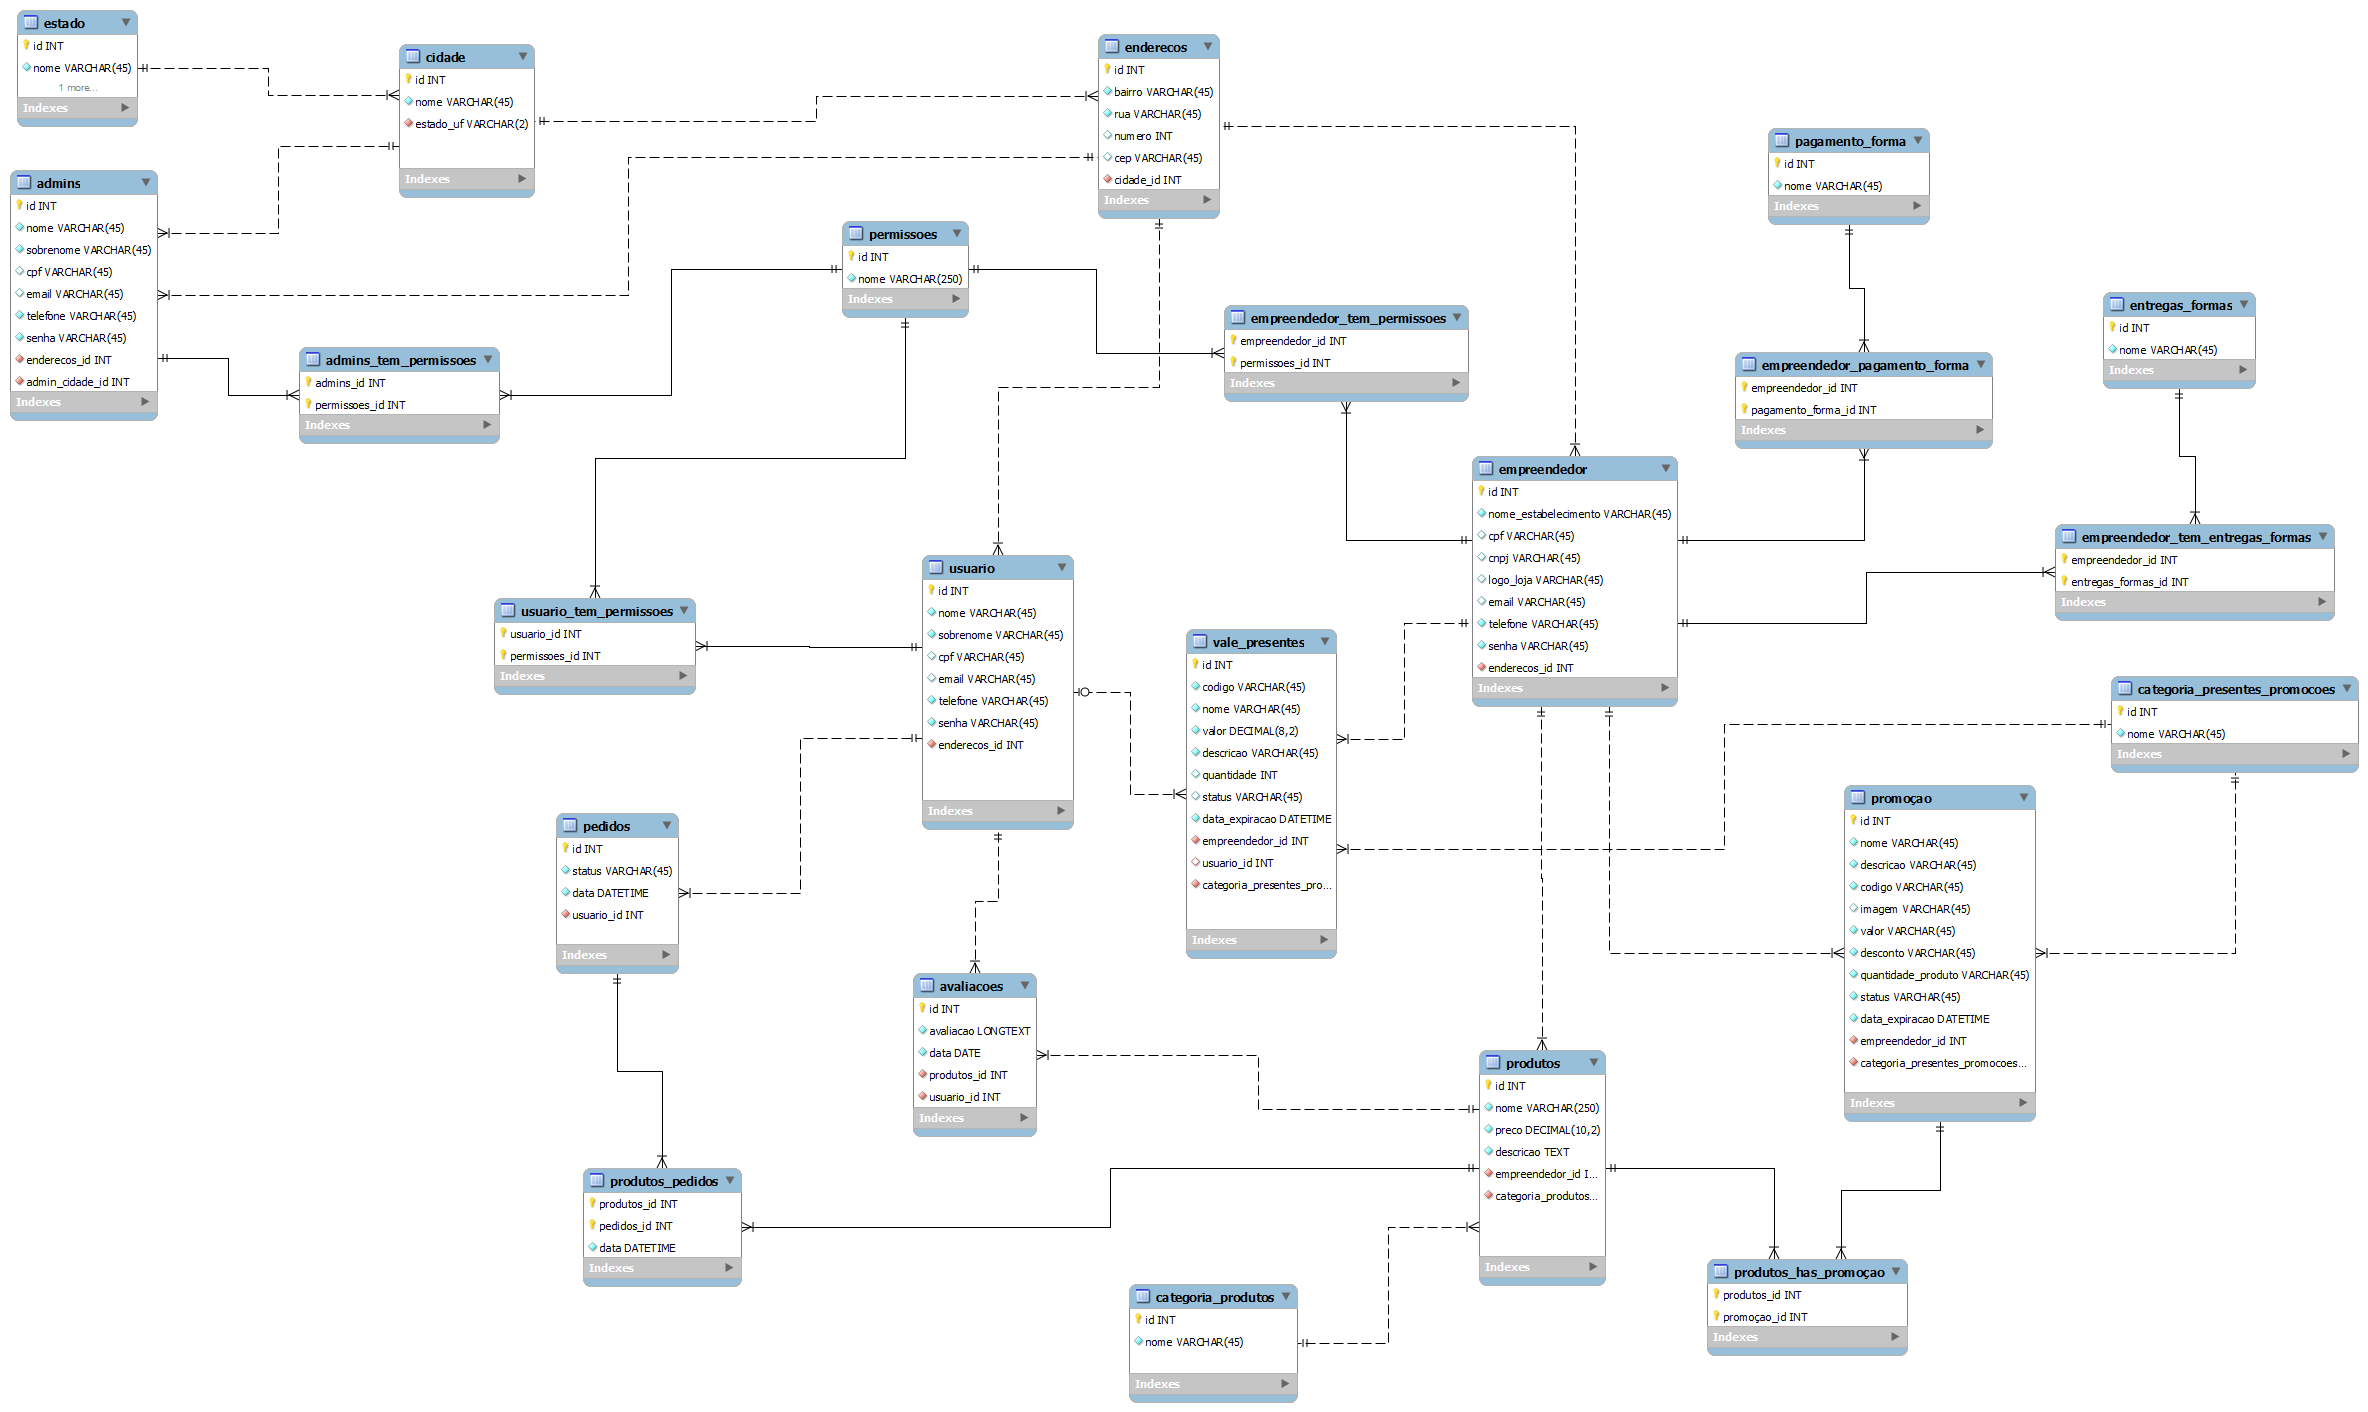 estado
id INT
nome VARCHAR(45)
1 more...
Indexes
cidade
id INT
nome VARCHAR(45)
estado_uf VARCHAR(2)
Indexes
enderecos
id INT
bairro VARCHAR(45)
rua VARCHAR(45)
numero INT
cep VARCHAR(45)
cidade_id INT
Indexes
pagamento_forma
id INT
nome VARCHAR(45)
Indexes
admins
id INT
nome VARCHAR(45)
sobrenome VARCHAR(45)
cpf VARCHAR(45)
email VARCHAR(45)
telefone VARCHAR(45)
senha VARCHAR(45)
enderecos_id INT
admin_cidade_id INT
Indexes
permissoes
id INT
nome VARCHAR(250)
Indexes
entregas_formas
id INT
nome VARCHAR(45)
Indexes
empreendedor_tem_permissoes
empreendedor_id INT
permissoes_id INT
Indexes
admins_tem_permissoes
admins_id INT
permissoes_id INT
Indexes
empreendedor_pagamento_forma
empreendedor_id INT
pagamento_forma_id INT
Indexes
empreendedor
id INT
nome_estabelecimento VARCHAR(45)
cpf VARCHAR(45)
cnpj VARCHAR(45)
logo_loja VARCHAR(45)
email VARCHAR(45)
telefone VARCHAR(45)
senha VARCHAR(45)
enderecos_id INT
Indexes
empreendedor_tem_entregas_formas
empreendedor_id INT
entregas_formas_id INT
Indexes
usuario
id INT
nome VARCHAR(45)
sobrenome VARCHAR(45)
cpf VARCHAR(45)
email VARCHAR(45)
telefone VARCHAR(45)
senha VARCHAR(45)
enderecos_id INT
Indexes
usuario_tem_permissoes
usuario_id INT
permissoes_id INT
Indexes
vale_presentes
id INT
codigo VARCHAR(45)
nome VARCHAR(45)
valor DECIMAL(8,2)
descricao VARCHAR(45)
quantidade INT
status VARCHAR(45)
data_expiracao DATETIME
empreendedor_id INT
usuario_id INT
categoria_presentes_pro...
Indexes
categoria_presentes_promocoes
id INT
nome VARCHAR(45)
Indexes
promoçao
id INT
nome VARCHAR(45)
descricao VARCHAR(45)
codigo VARCHAR(45)
imagem VARCHAR(45)
valor VARCHAR(45)
desconto VARCHAR(45)
quantidade_produto VARCHAR(45)
status VARCHAR(45)
data_expiracao DATETIME
empreendedor_id INT
categoria_presentes_promocoes...
Indexes
pedidos
id INT
status VARCHAR(45)
data DATETIME
usuario_id INT
Indexes
avaliacoes
id INT
avaliacao LONGTEXT
data DATE
produtos_id INT
usuario_id INT
Indexes
produtos
id INT
nome VARCHAR(250)
preco DECIMAL(10,2)
descricao TEXT
empreendedor_id I...
categoria_produtos...
Indexes
produtos_pedidos
produtos_id INT
pedidos_id INT
data DATETIME
Indexes
produtos_has_promoçao
produtos_id INT
promoçao_id INT
Indexes
categoria_produtos
id INT
nome VARCHAR(45)
Indexes